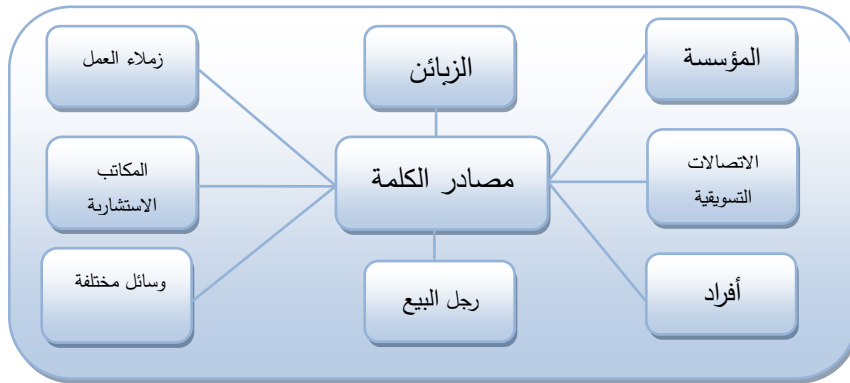 المؤسسة
الزبائن
زملاء العمل
الاتصالات
التسويقية
مصادر الكلمة
المكاتب
الاستشارية
أفراد
رجل البيع
وسائل مختلفة